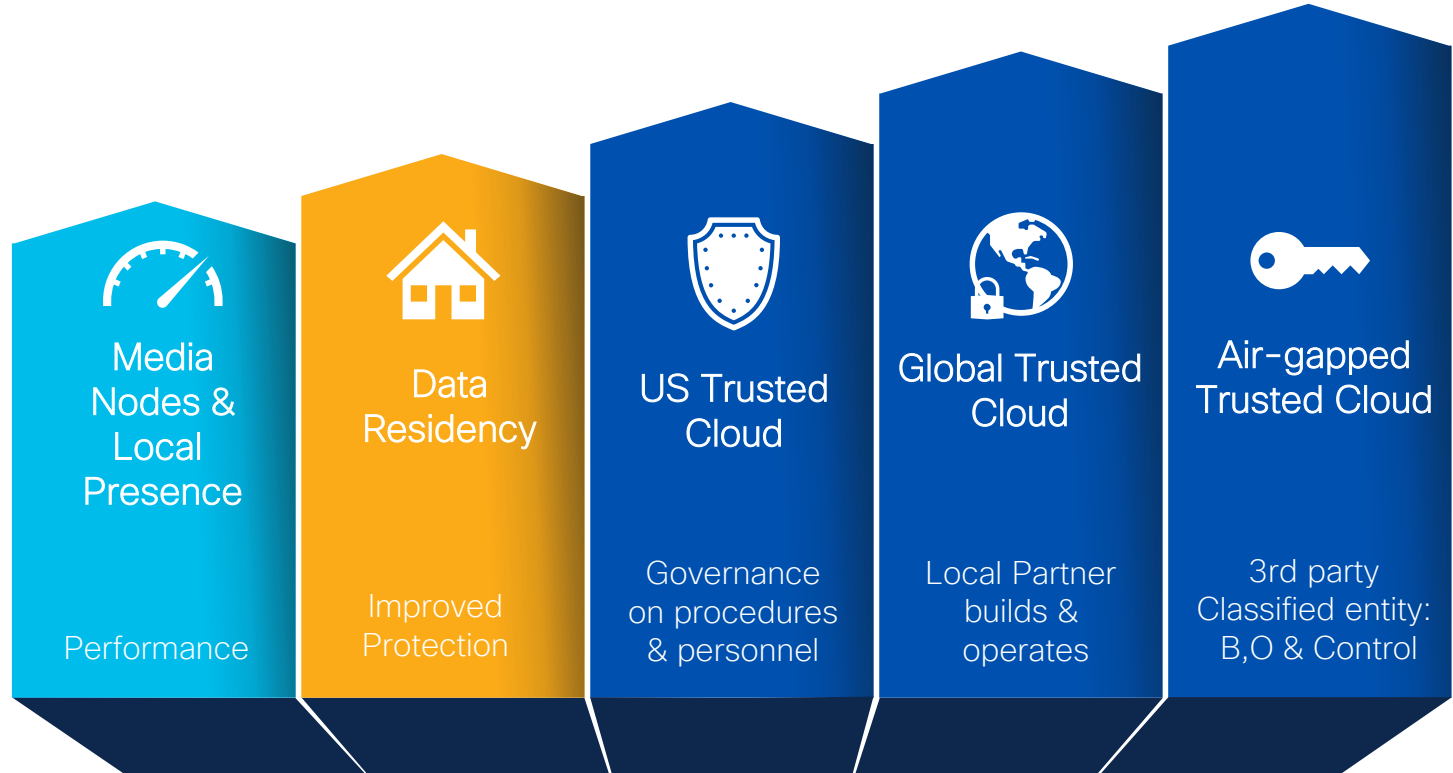 Media
Nodes &
Local
Presence
Performance
Data
Residency
Improved
Protection
US Trusted
Cloud
Governance
on procedures
& personnel
Global Trusted
Cloud
Local Partner
builds &
operates
Air-gapped
Trusted Cloud
3rd party
Classified entity:
B,O & Control